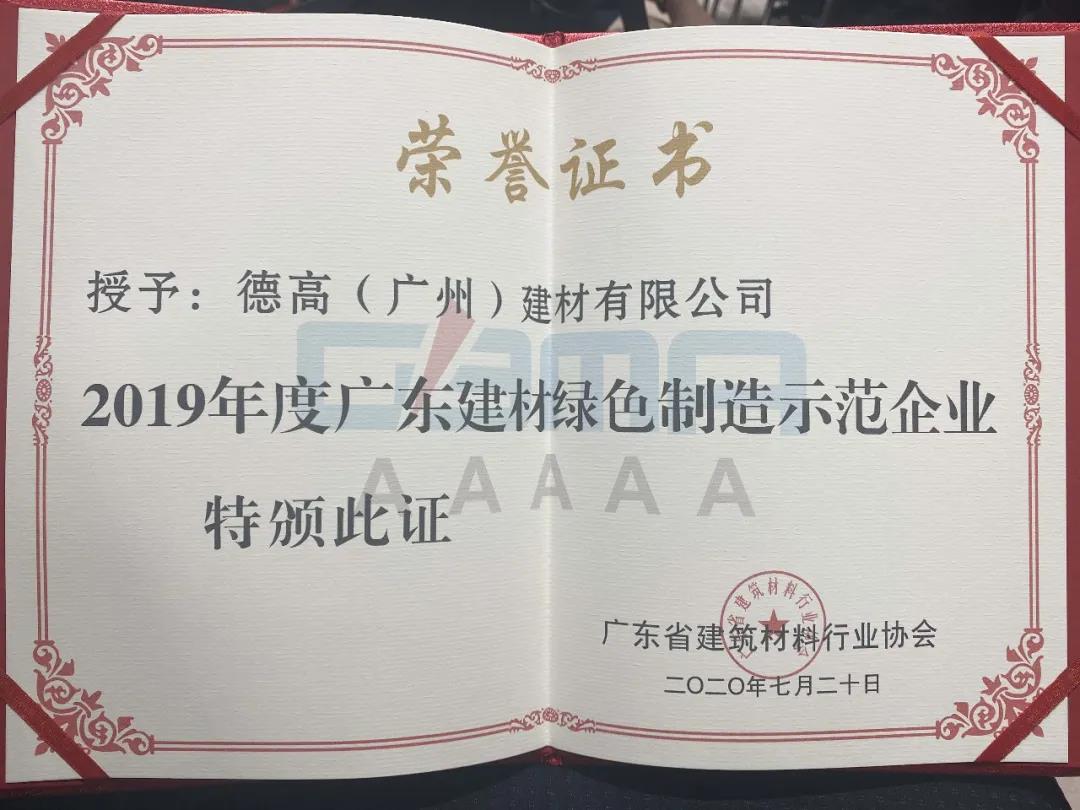 荣誉证书
授予：德高（广州）建材有限公司
2019年度广东建材绿色制造示范企业
AAAAA
特颁此证
广东省建筑材料行业协会
二〇二〇年七月二十日